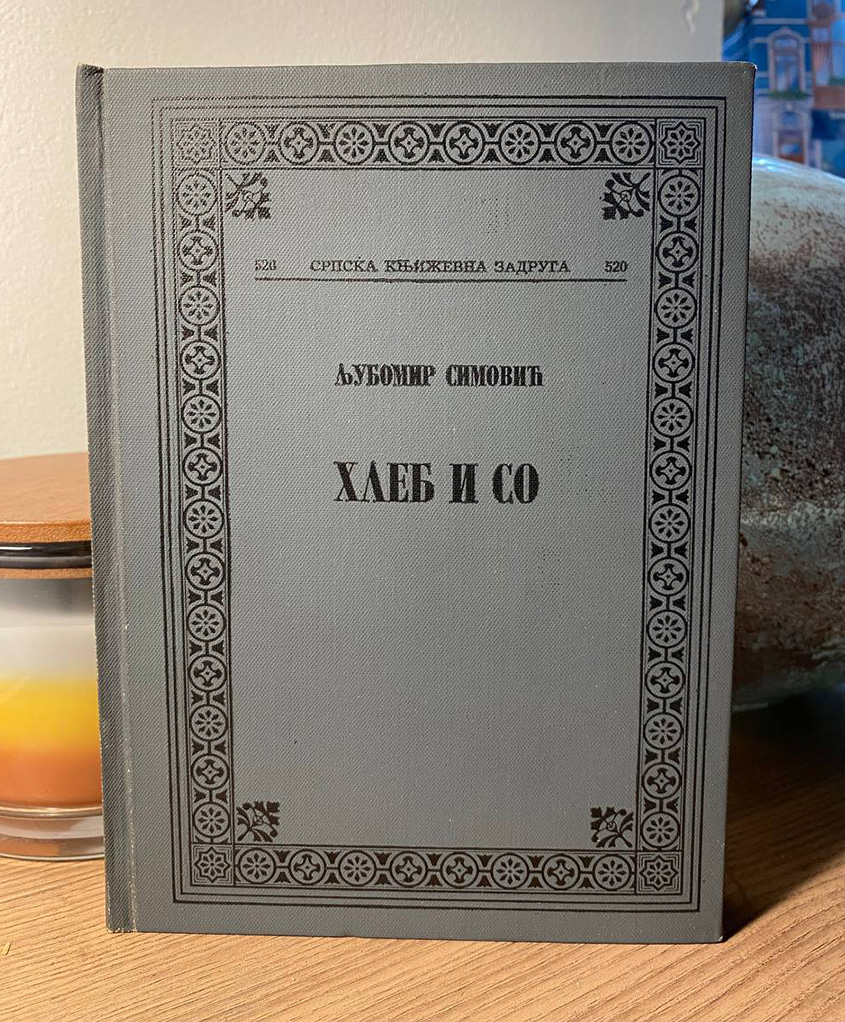 520 СРПСКА КЊИЖЕВНА ЗАДРУГА 520
ЉУБОМИР СИМОВИЋ
ХЛЕБ И СО